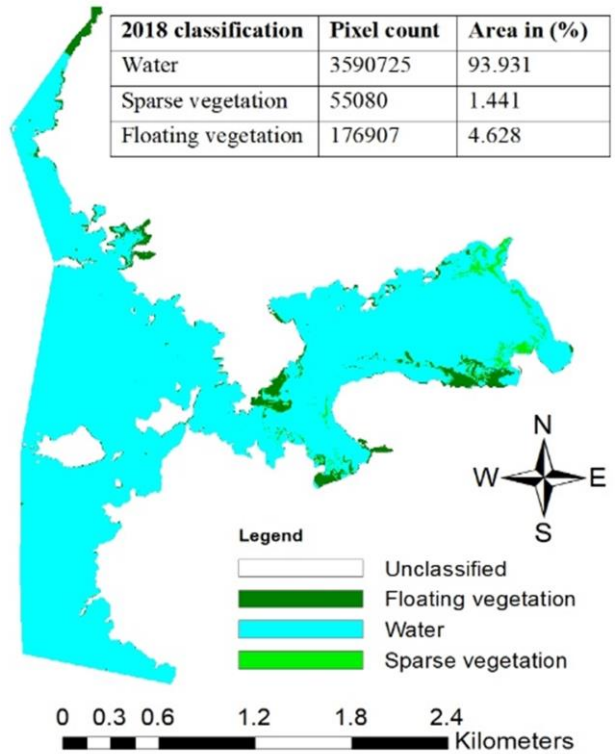 2018 classification Pixel count Area in (%)
Water 3590725 93.931
Sparse vegetation 55080 1.441
Floating vegetation 176907 4.628
N
W E
S
Legend
Unclassified
Floating vegetation
Water
Sparse vegetation
0 0.3 0.6 1.2 1.8 2.4
Kilometers